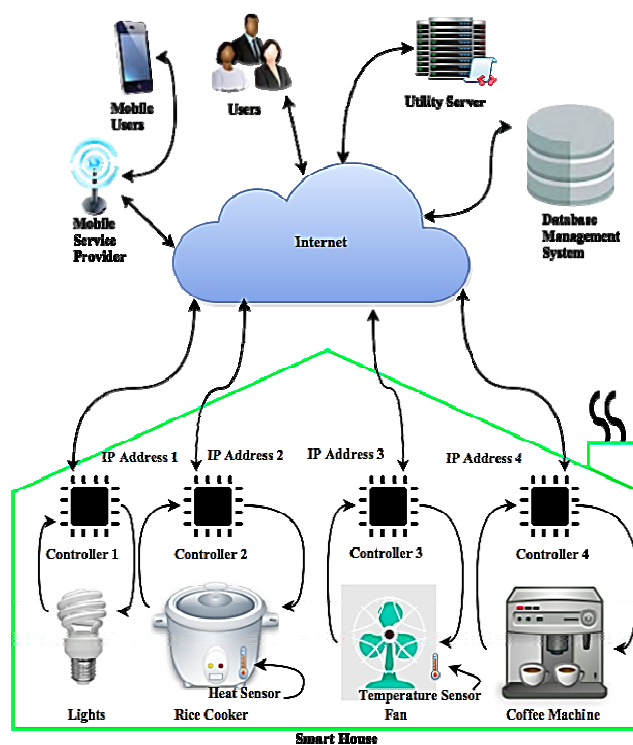 Mobile
Users
Users
Utility Server
Mobile
Service
Provider
Database
Management
System
Internet
IP Address 1
IP Address 2
IP Address 3
IP Address 4
Controller 1
Controller 2
Controller 3
Controller 4
Heat Sensor
Temperature Sensor
Lights
Rice Cooker
Fan
Coffee Machine
Smart House